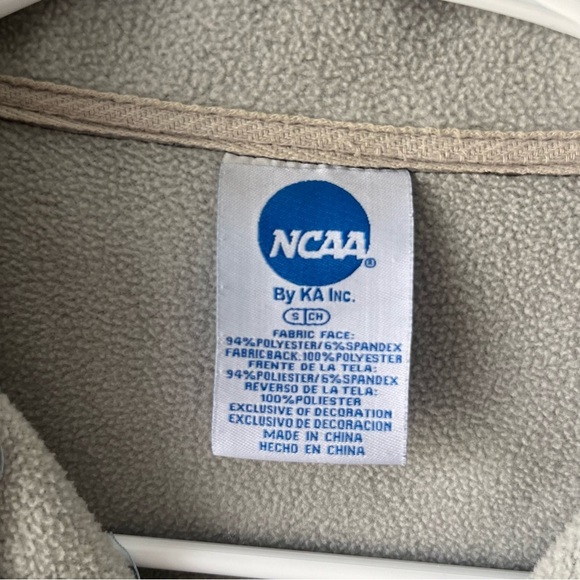 NCAA®
By KA Inc.
S CH
FABRIC FACE:
94%POLYESTER/6%SPANDEX
FABRIC BACK: 100%POLYESTER
FRENTE DE LA TELA:
94%POLIESTER/6%SPANDEX
REVERSO DE LA TELA:
100%POLIESTER
EXCLUSIVE OF DECORATION
EXCLUSIVO DE DECORACION
MADE IN CHINA
HECHO EN CHINA